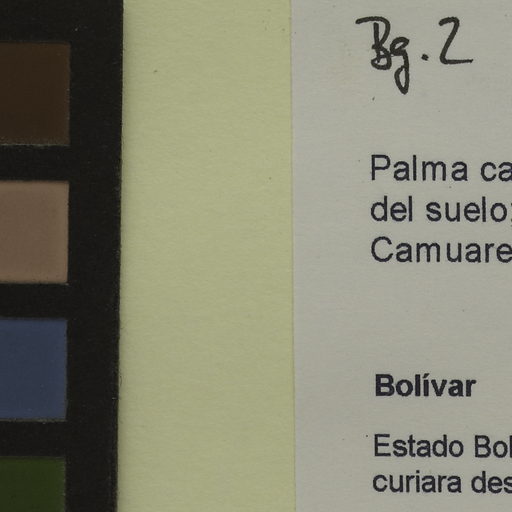 Bg. 2
Palma ca
del suelo;
Camuare
Bolívar
Estado Bol
curiara des